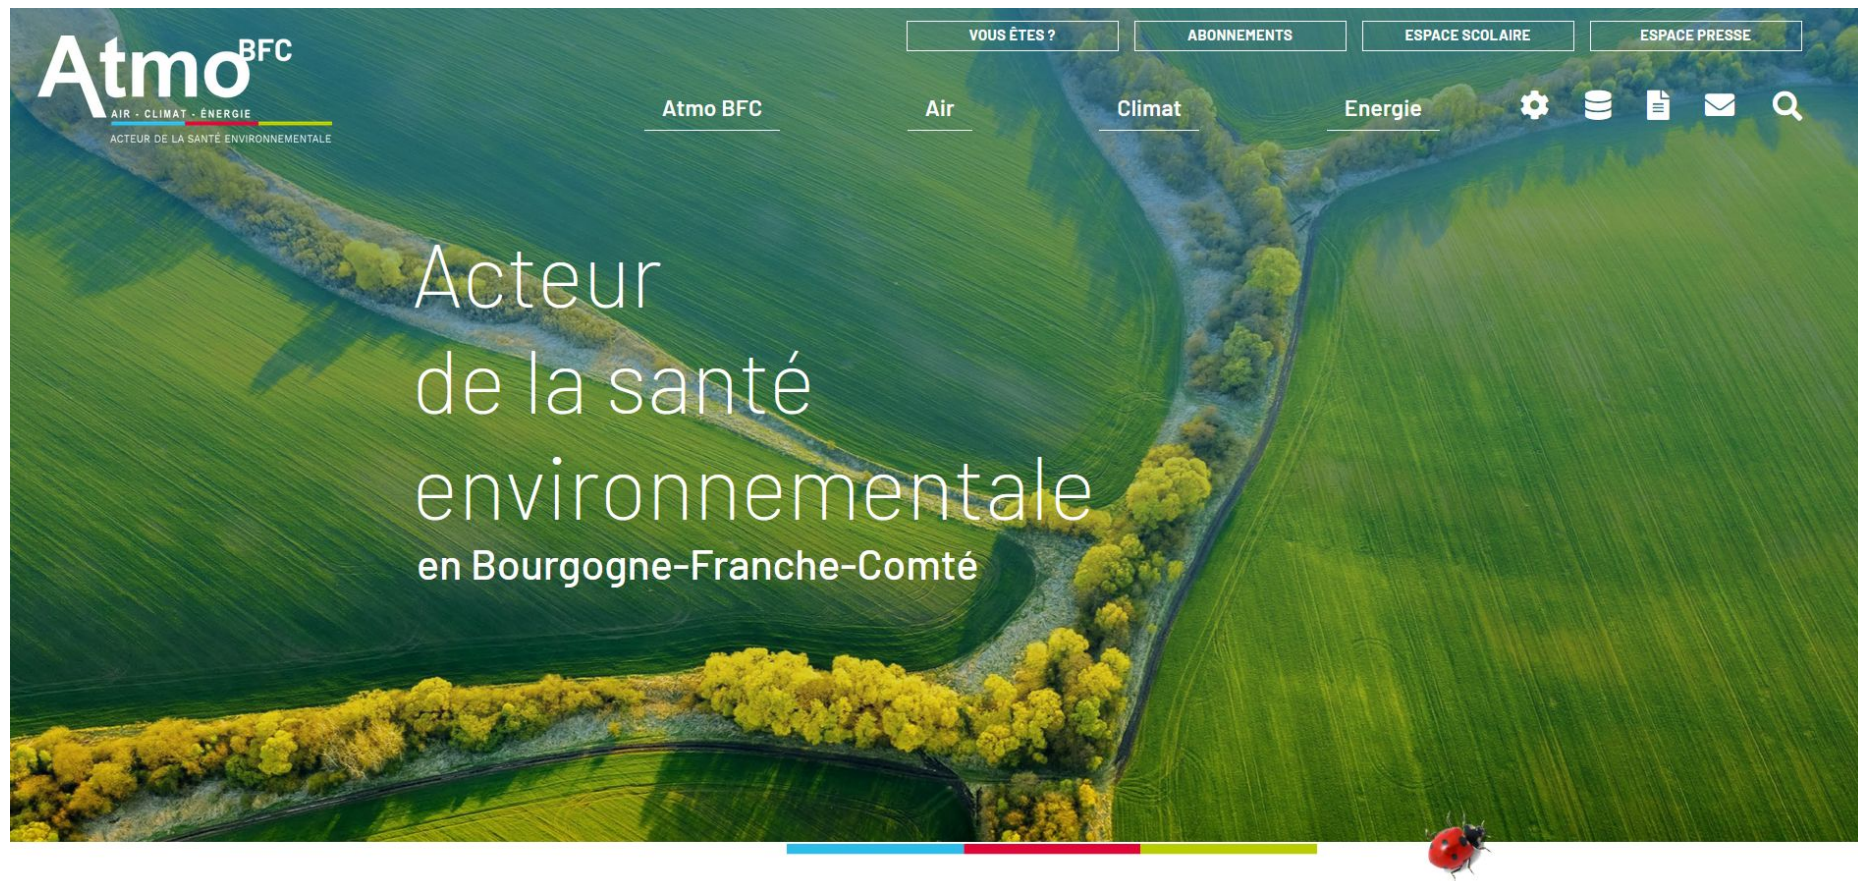 VOUS ÊTES ?
ABONNEMENTS
ESPACE SCOLAIRE
ESPACE PRESSE
Atmo BFC
AIR - CLIMAT - ÉNERGIE
ACTEUR DE LA SANTÉ ENVIRONNEMENTALE
Atmo BFC
Air
Climat
Energie
Acteur
de la santé
environnementale
en Bourgogne-Franche-Comté